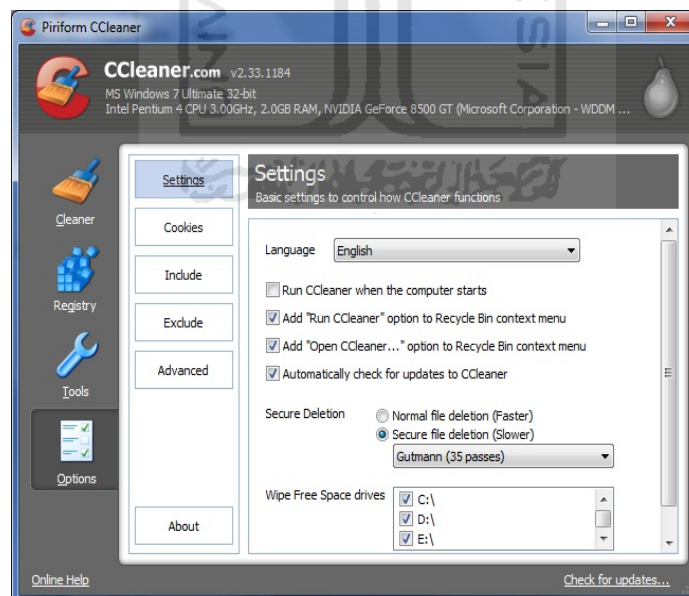 Piriform CCleaner
CCleaner.com v2.33.1184
MS Windows 7 Ultimate 32-bit
Intel Pentium 4 CPU 3.00GHz, 2.0GB RAM, NVIDIA GeForce 8500 GT (Microsoft Corporation - WDDM ...
Cleaner
Registry
Tools
Options
Settings
Cookies
Include
Exclude
Advanced
About
Settings
Basic settings to control how CCleaner functions
Language English
Run CCleaner when the computer starts
Add "Run CCleaner" option to Recycle Bin context menu
Add "Open CCleaner..." option to Recycle Bin context menu
Automatically check for updates to CCleaner
Secure Deletion Normal file deletion (Faster)
Secure file deletion (Slower)
Gutmann (35 passes)
Wipe Free Space drives C:\
D:\
E:\
Online Help
Check for updates...